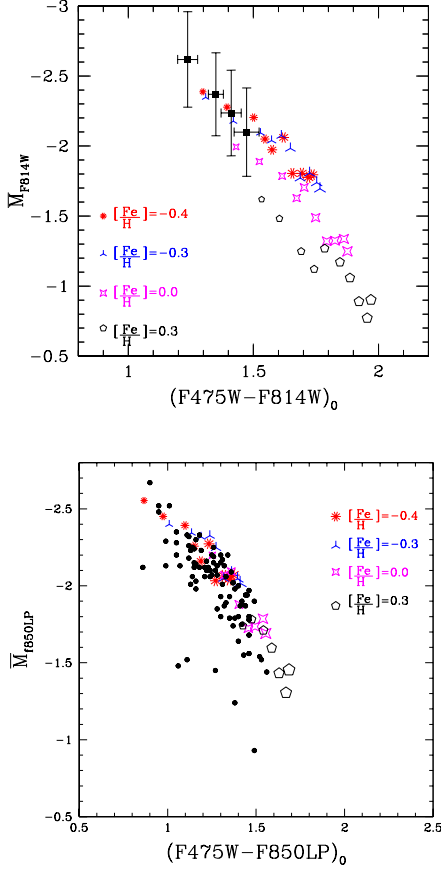 -3
-2.5
-2
-1.5
-1
-0.5
M̅F814W
[Fe/H]=-0.4
[Fe/H]=-0.3
[Fe/H]=0.0
[Fe/H]=0.3
1 1.5 2
(F475W-F814W)0
-2.5
-2
-1.5
-1
-0.5
M̅f850LP
[Fe/H]=-0.4
[Fe/H]=-0.3
[Fe/H]=0.0
[Fe/H]=0.3
0.5 1 1.5 2 2.5
(F475W-F850LP)0